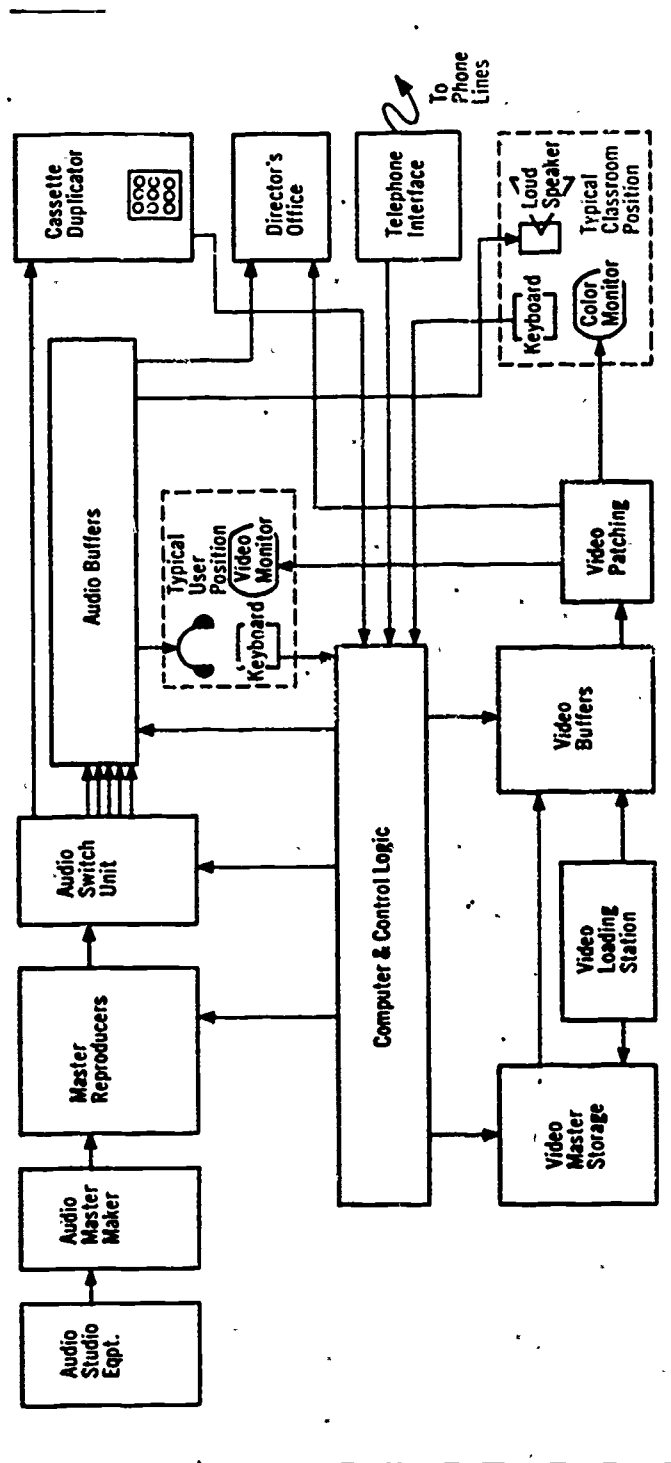 Audio
Studio
Eqpt.
Audio
Master
Maker
Master
Reproducers
Audio
Switch
Unit
Audio Buffers
Cassette
Duplicator
Typical
User
Position
Video
Monitor
Keyboard
Director's
Office
Computer & Control Logic
Telephone
Interface
To
Phone
Lines
Video
Master
Storage
Video
Loading
Station
Video
Buffers
Video
Patching
Keyboard
Loud
Speaker
Color
Monitor
Typical
Classroom
Position